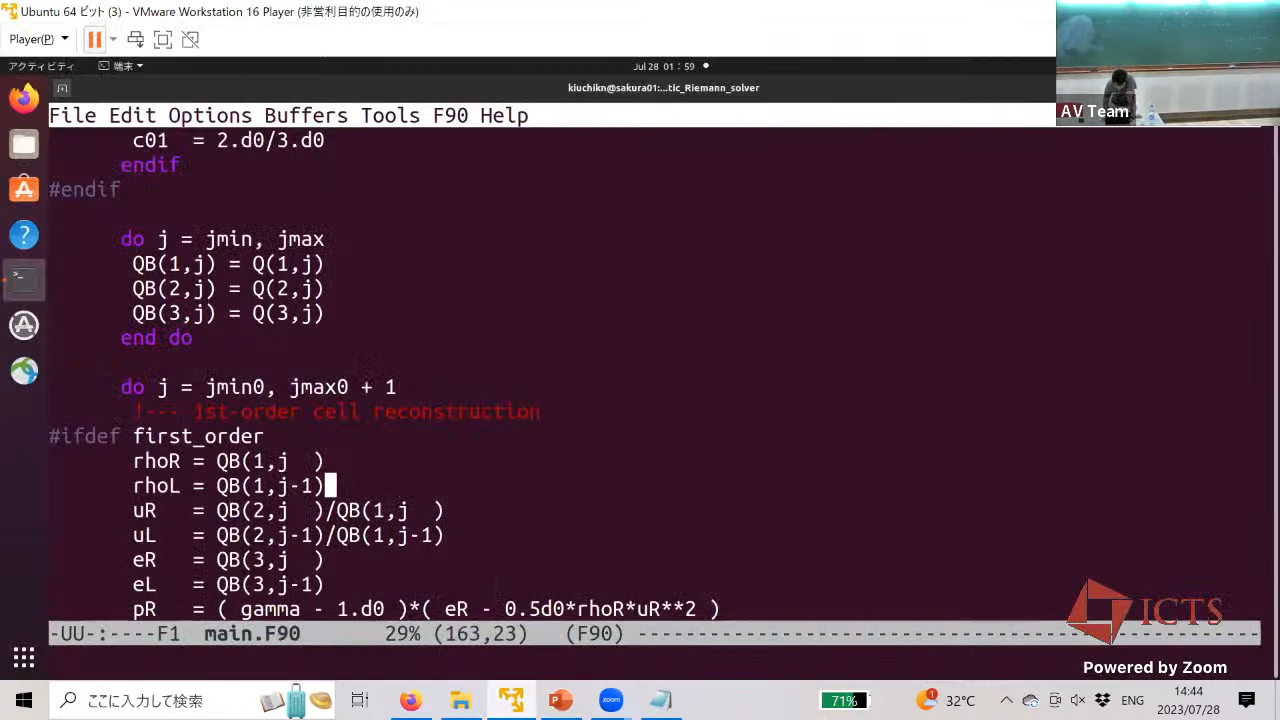 Ubuntu 64 ビット (3) - VMware Workstation 16 Player (非営利目的の使用のみ)
Player(P)
アクティビティ
端末
Jul 28 01：59
kiuchikn@sakura01:...tic_Riemann_solver
AV Team
File Edit Options Buffers Tools F90 Help
c01 = 2.d0/3.d0
endif
#endif
do j = jmin, jmax
QB(1,j) = Q(1,j)
QB(2,j) = Q(2,j)
QB(3,j) = Q(3,j)
end do
do j = jmin0, jmax0 + 1
!--- 1st-order cell reconstruction
#ifdef first_order
rhoR = QB(1,j  )
rhoL = QB(1,j-1)
uR   = QB(2,j  )/QB(1,j  )
uL   = QB(2,j-1)/QB(1,j-1)
eR   = QB(3,j  )
eL   = QB(3,j-1)
pR   = ( gamma - 1.d0 )*( eR - 0.5d0*rhoR*uR**2 )
-UU-:----F1  main.F90       29% (163,23)   (F90) ----------------------------------------------------
ICTS
Powered by Zoom
ここに入力して検索
zoom
71%
1
32°C
ENG
14:44
2023/07/28